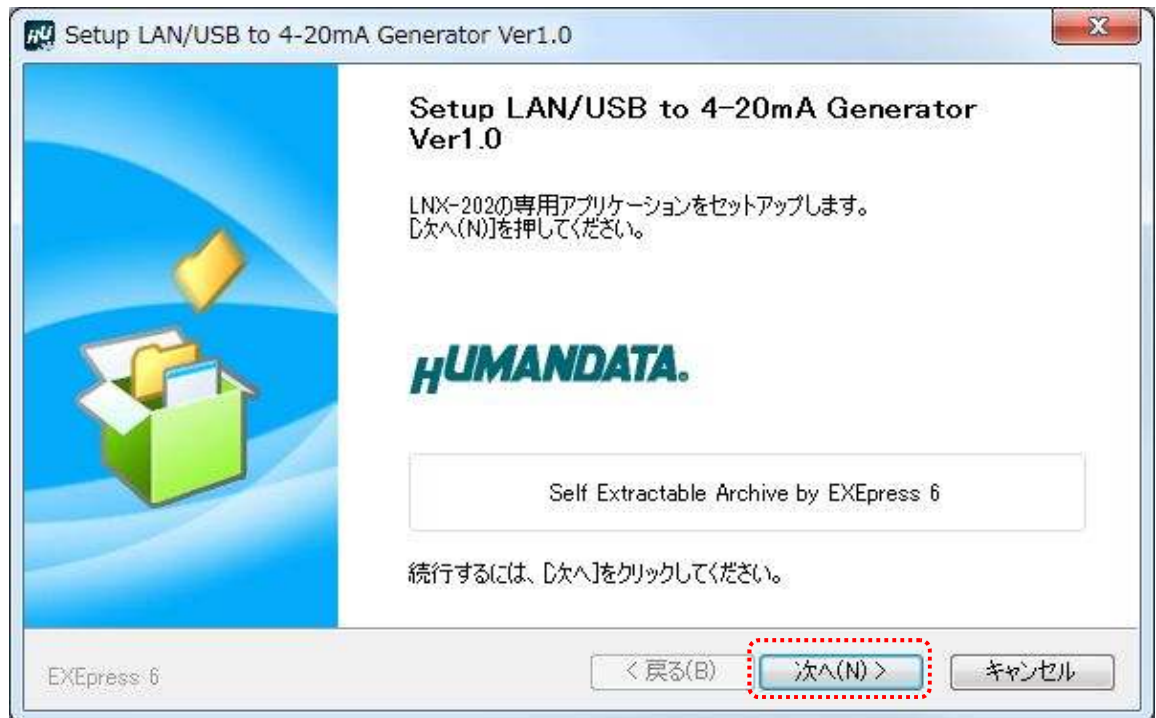 Setup LAN/USB to 4-20mA Generator Ver1.0
Setup LAN/USB to 4-20mA Generator
Ver1.0
LNX-202の専用アプリケーションをセットアップします。
[次へ(N)]を押してください。
HUMANDATA.
Self Extractable Archive by EXEpress 6
続行するには、[次へ]をクリックしてください。
EXEpress 6
< 戻る(B)
次へ(N) >
キャンセル